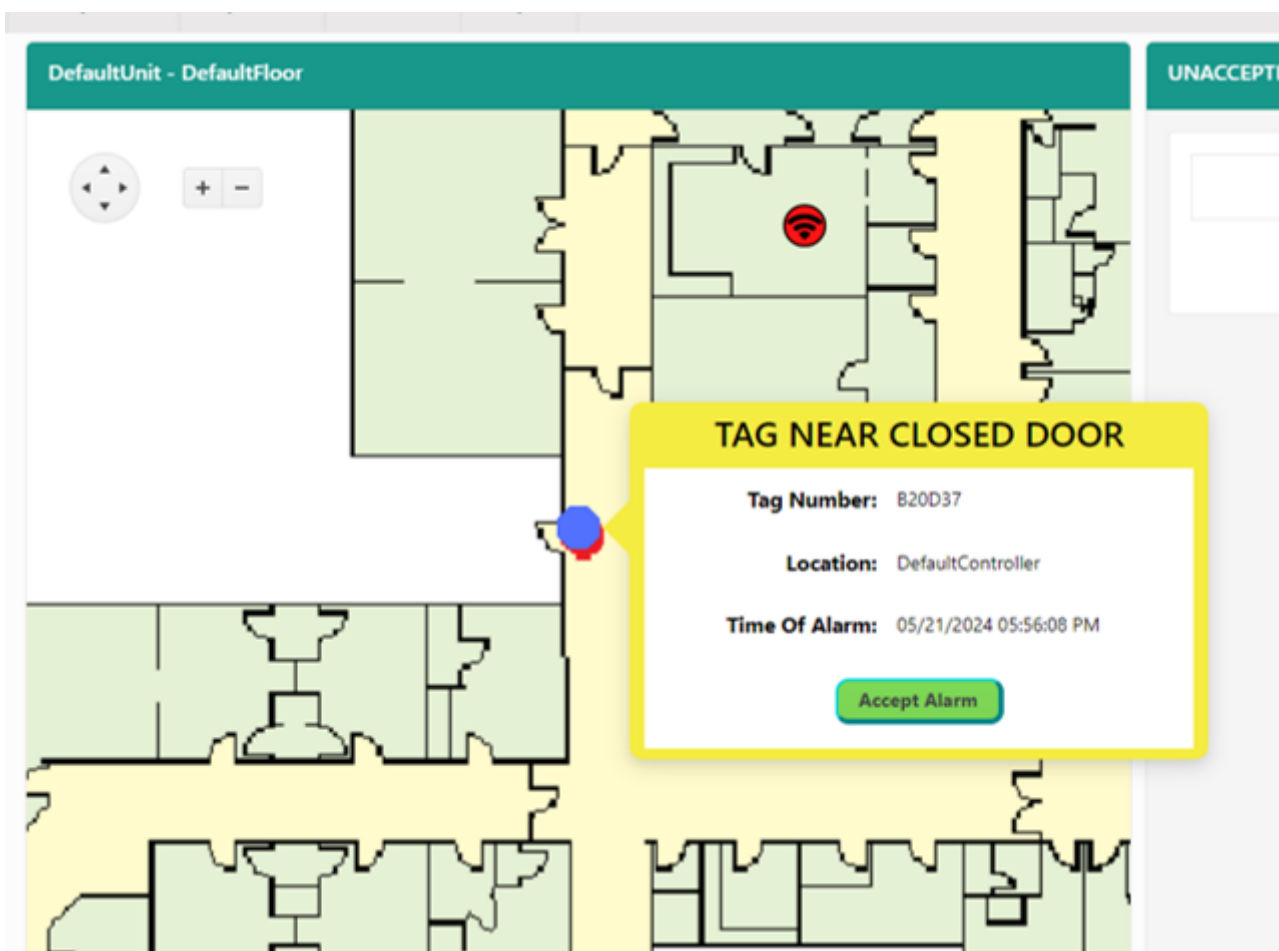 DefaultUnit - DefaultFloor
UNACCEPT
+ −
TAG NEAR CLOSED DOOR
Tag Number: B20D37
Location: DefaultController
Time Of Alarm: 05/21/2024 05:56:08 PM
Accept Alarm